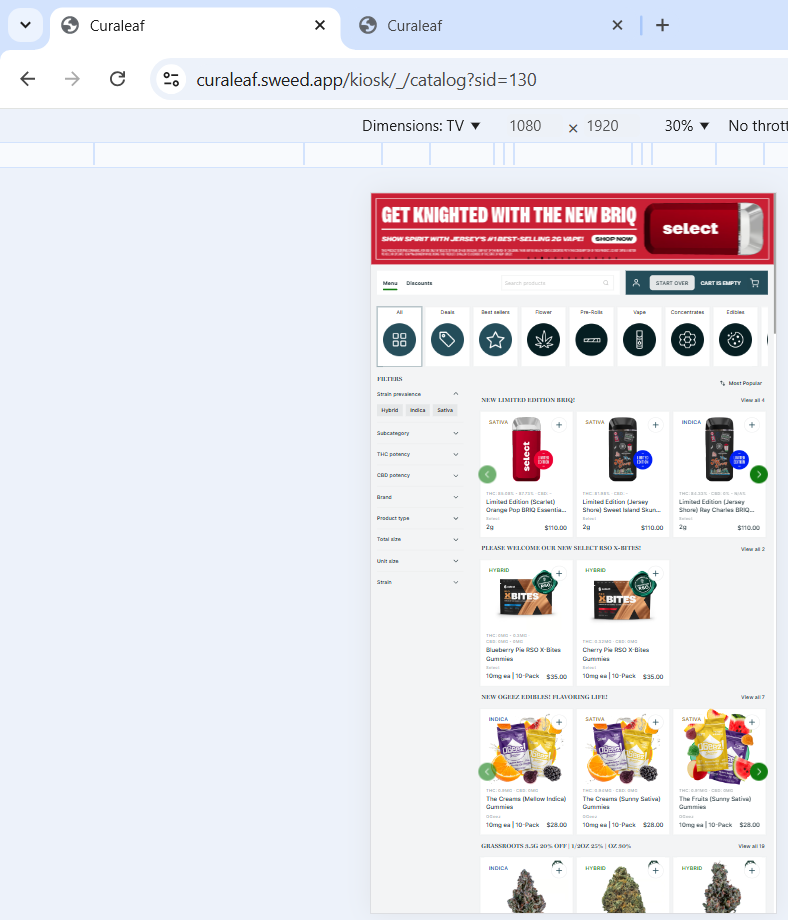 Curaleaf
Curaleaf
curaleaf.sweed.app/kiosk/_/catalog?sid=130
Dimensions: TV 1080 × 1920 30% No thrott
GET KNIGHTED WITH THE NEW BRIQ
SHOW SPIRIT WITH JERSEY'S #1 BEST-SELLING 2G VAPE! SHOP NOW
select
Menu Discounts Search products START OVER CART IS EMPTY
All Deals Best sellers Flower Pre-Rolls Vape Concentrates Edibles
FILTERS
Most Popular
Strain prevalence
Hybrid Indica Sativa
Subcategory
THC potency
CBD potency
Brand
Product type
Total size
Unit size
Strain
NEW LIMITED EDITION BRIQ! View all 4
SATIVA SATIVA INDICA
select
Limited Edition (Scarlet) Limited Edition (Jersey Limited Edition (Jersey
Orange Pop BRIQ Essentia... Shore) Sweet Island Skun... Shore) Ray Charles BRIQ...
Select Select Select
2g $110.00 2g $110.00 2g $110.00
PLEASE WELCOME OUR NEW SELECT RSO X-BITES! View all 2
HYBRID HYBRID
XBITES XBITES
Blueberry Pie RSO X-Bites Cherry Pie RSO X-Bites
Gummies Gummies
Select Select
10mg ea | 10-Pack $35.00 10mg ea | 10-Pack $35.00
NEW OGEEZ EDIBLES! FLAVORING LIFE! View all 7
INDICA SATIVA SATIVA
The Creams (Mellow Indica) The Creams (Sunny Sativa) The Fruits (Sunny Sativa)
Gummies Gummies Gummies
OGeez OGeez OGeez
10mg ea | 10-Pack $28.00 10mg ea | 10-Pack $28.00 10mg ea | 10-Pack $28.00
GRASSROOTS 3.5G 20% OFF | 1/2OZ 25% | OZ 30% View all 19
INDICA HYBRID HYBRID